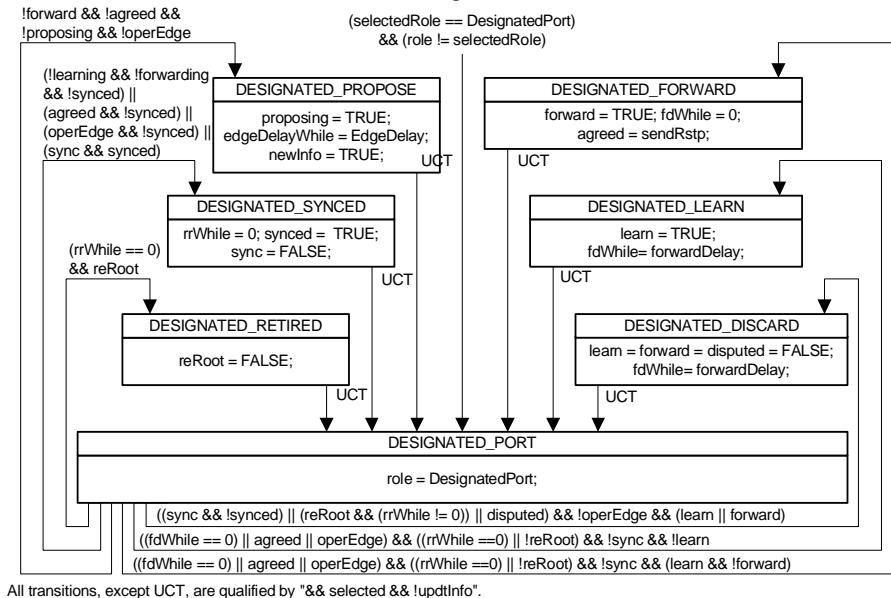 !forward && !agreed &&
!proposing && !operEdge
(selectedRole == DesignatedPort)
&& (role != selectedRole)
(!learning && !forwarding
&& !synced) ||
(agreed && !synced) ||
(operEdge && !synced) ||
(sync && synced)
DESIGNATED_PROPOSE
proposing = TRUE;
edgeDelayWhile = EdgeDelay;
newInfo = TRUE;
UCT
DESIGNATED_FORWARD
forward = TRUE; fdWhile = 0;
agreed = sendRstp;
UCT
DESIGNATED_SYNCED
rrWhile = 0; synced = TRUE;
sync = FALSE;
UCT
DESIGNATED_LEARN
learn = TRUE;
fdWhile= forwardDelay;
UCT
(rrWhile == 0)
&& reRoot
DESIGNATED_RETIRED
reRoot = FALSE;
UCT
DESIGNATED_DISCARD
learn = forward = disputed = FALSE;
fdWhile= forwardDelay;
UCT
DESIGNATED_PORT
role = DesignatedPort;
((sync && !synced) || (reRoot && (rrWhile != 0)) || disputed) && !operEdge && (learn || forward)
((fdWhile == 0) || agreed || operEdge) && ((rrWhile ==0) || !reRoot) && !sync && !learn
((fdWhile == 0) || agreed || operEdge) && ((rrWhile ==0) || !reRoot) && !sync && (learn && !forward)
All transitions, except UCT, are qualified by "&& selected && !updtInfo".